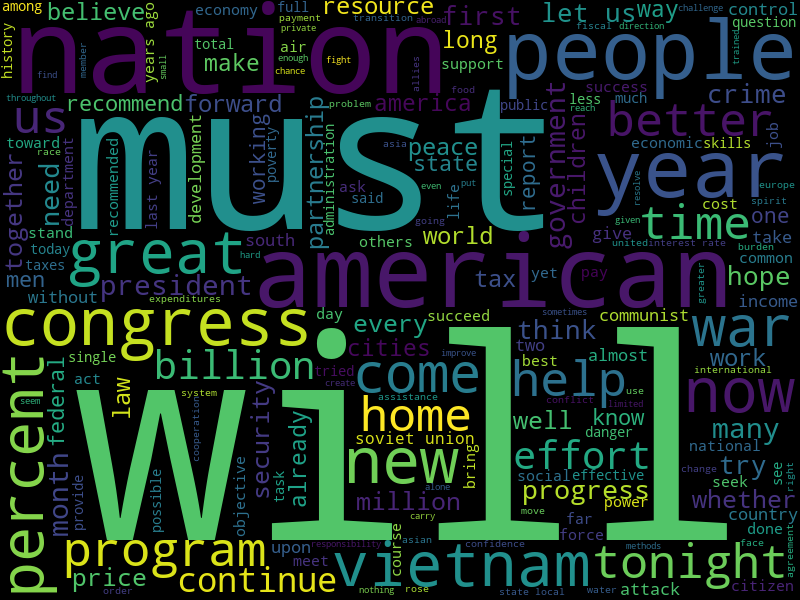 among
believe
economy
payment
private
full
transition
abroad
resource
first
let us
way
fiscal
direction
control
challenge
question
trained
history
nation
years ago
total
air
make
member
small
find
enough
chance
fight
allies
long
support
people
success
crime
throughout
recommend
forward
america
problem
food
public
less
much
reach
us
must
better
job
toward
race
department
recommended
last year
development
working
poverty
partnership
administration
asia
peace
state
special
report
government
children
year
economic
skills
together
need
ask
said
even
life
put
cost
resolve
europe
spirit
stand
today
taxes
great
south
hard
others
going
world
time
one
given
give
united
interest rate
take
burden
common
men
without
president
expenditures
american
tax
yet
pay
greater
hope
income
congress
day
every
succeed
think
communist
war
single
billion
cities
tried
create
improve
come
sometimes
two
best
help
almost
work
international
percent
seem
federal
act
law
system
will
home
assistance
conflict
limited
use
now
month
provide
possible
cooperation
objective
security
task
already
new
soviet union
bring
well
know
danger
many
national
million
effort
social
effective
try
seek
change
see
right
progress
power
whether
country
program
upon
meet
course
carry
alone
move
far
force
done
face
agreement
price
continue
order
responsibility
nothing
asian
rose
confidence
vietnam
state local
methods
tonight
water
attack
citizen